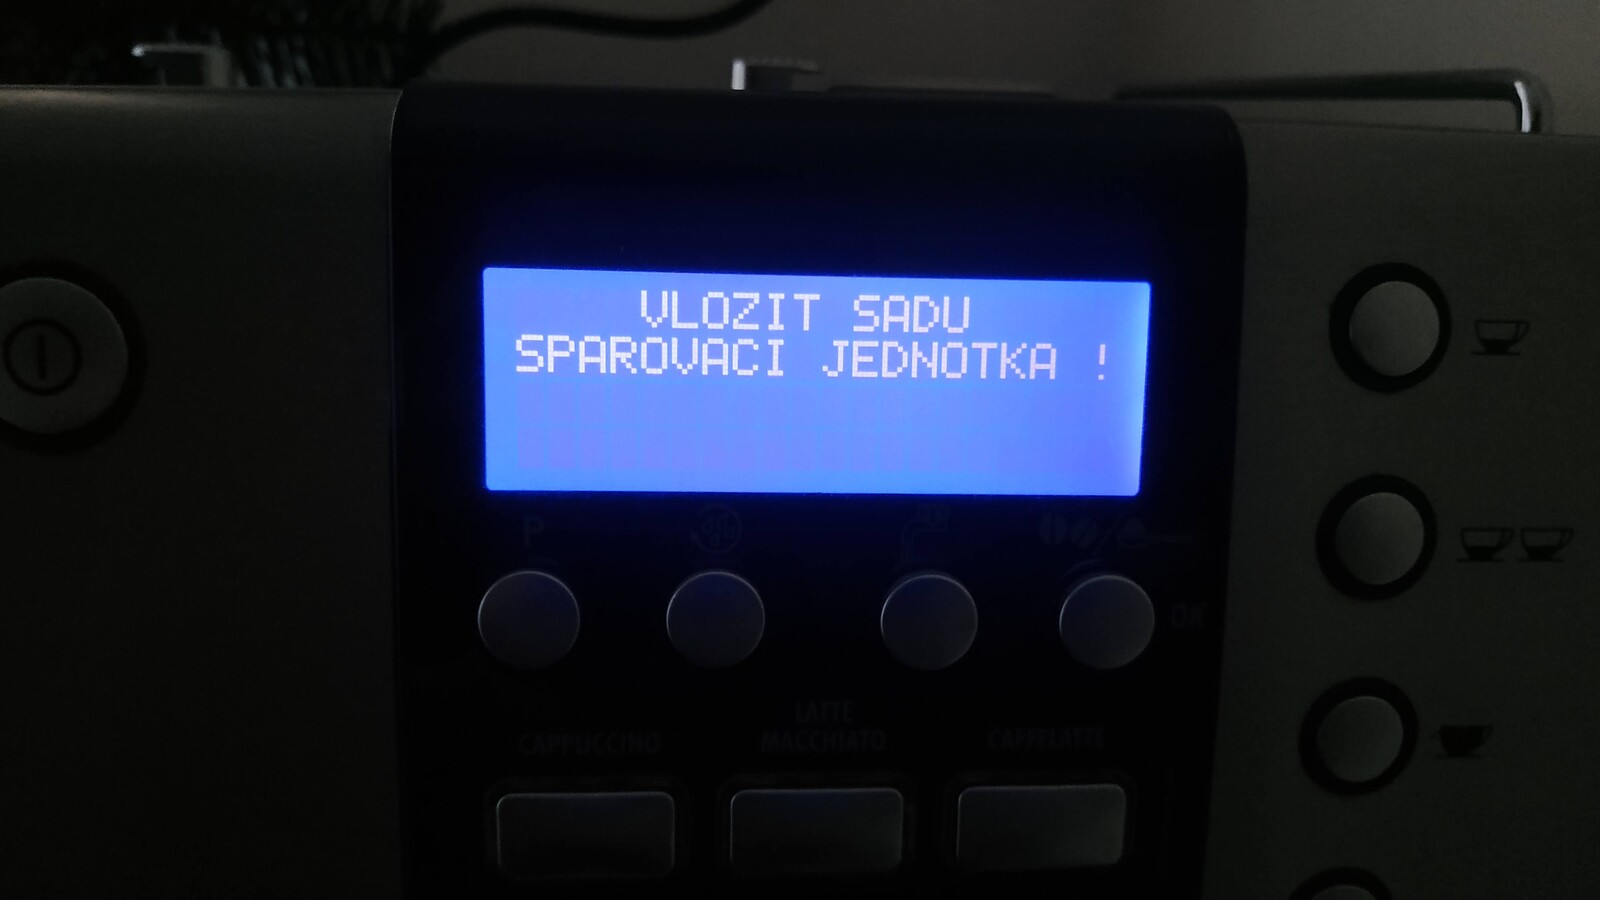 VLOZIT SADU
SPAROVACI JEDNOTKA !
P
OK
LATTE
CAPPUCCINO MACCHIATO CAFFELATTE